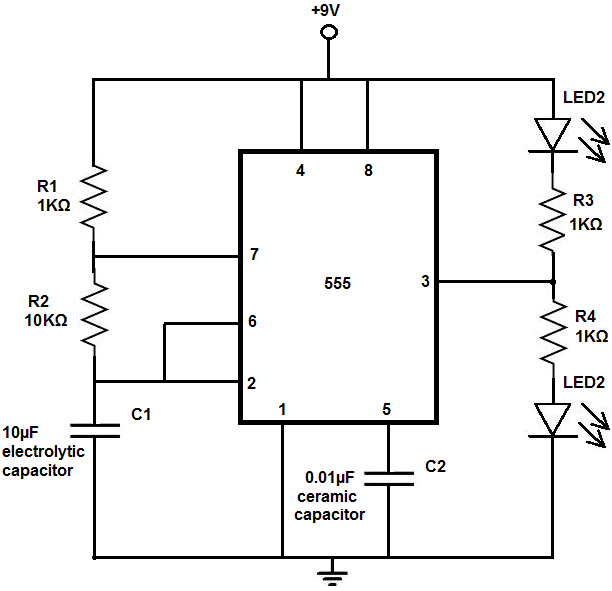 +9V
LED2
R1
1KΩ
4
8
R3
1KΩ
7
555
3
R2
10KΩ
6
R4
1KΩ
2
LED2
C1
1
5
10µF
electrolytic
capacitor
C2
0.01µF
ceramic
capacitor